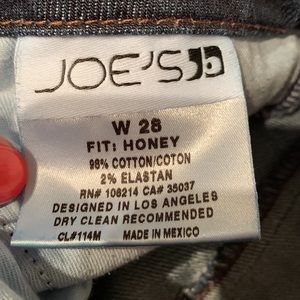 JOE'S
W 28
FIT: HONEY
98% COTTON/COTON
2% ELASTAN
RN# 106214 CA# 35037
DESIGNED IN LOS ANGELES
DRY CLEAN RECOMMENDED
CL#114M MADE IN MEXICO